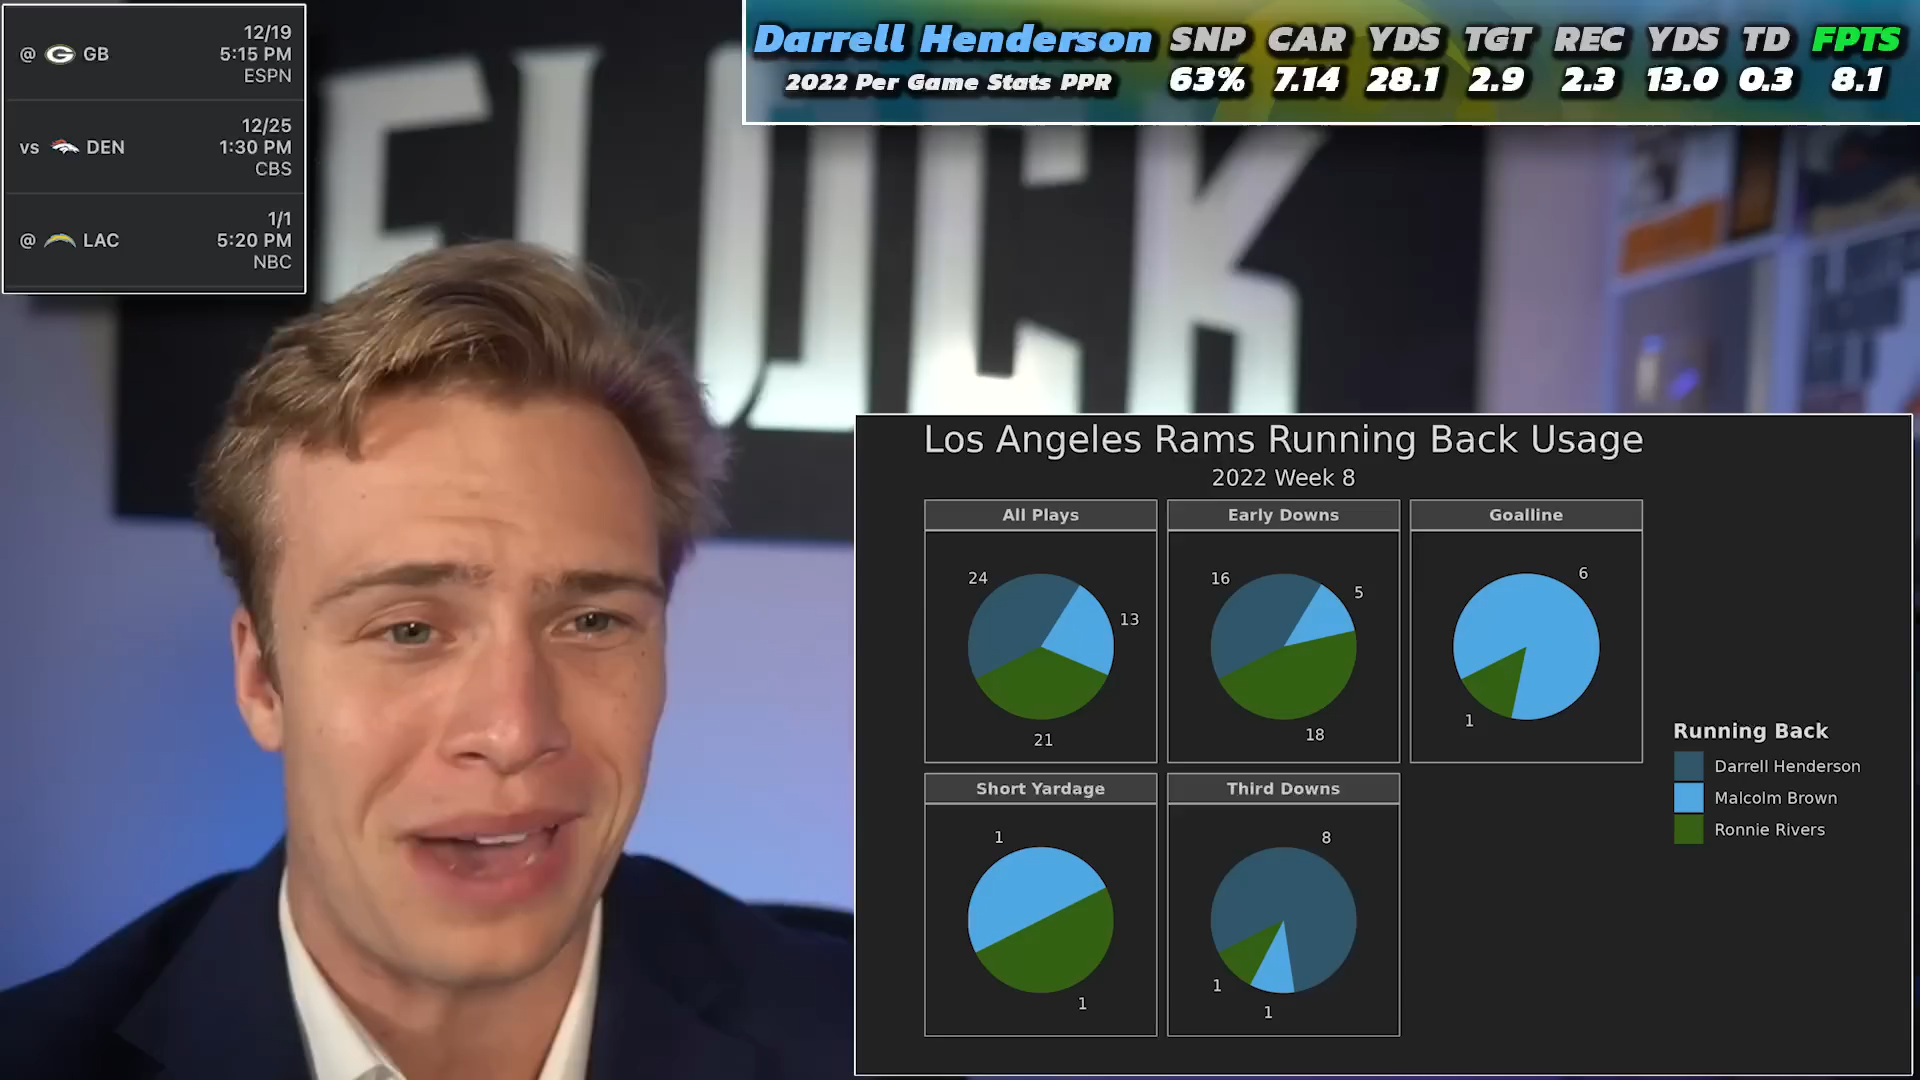 @ GB 12/19
5:15 PM
ESPN
vs DEN 12/25
1:30 PM
CBS
@ LAC 1/1
5:20 PM
NBC
Darrell Henderson SNP CAR YDS TGT REC YDS TD FPTS
2022 Per Game Stats PPR 63% 7.14 28.1 2.9 2.3 13.0 0.3 8.1
FLOCK
Los Angeles Rams Running Back Usage
2022 Week 8
All Plays Early Downs Goalline
24 13 21
16 5 18
6 1
Short Yardage Third Downs
1 1
8 1 1
Running Back
Darrell Henderson
Malcolm Brown
Ronnie Rivers